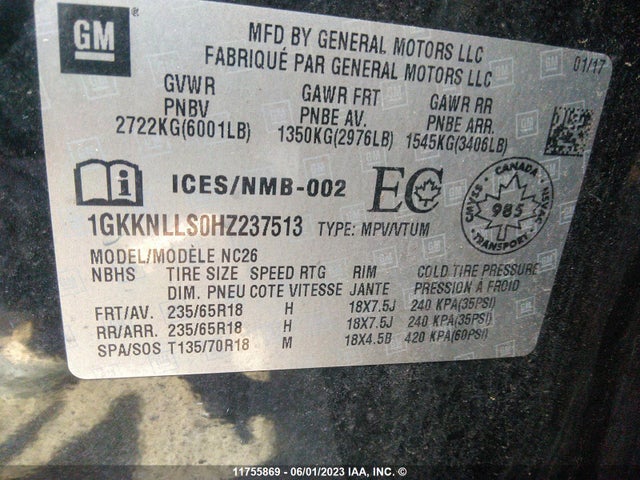 GM
MFD BY GENERAL MOTORS LLC
FABRIQUÉ PAR GENERAL MOTORS LLC
01/17
GVWR GAWR FRT GAWR RR
PNBV PNBE AV. PNBE ARR.
2722KG(6001LB) 1350KG(2976LB) 1545KG(3406LB)
ICES/NMB-002 EC
CANADA
CMVSS NSVAC
985
TRANSPORT
1GKKNLLS0HZ237513 TYPE: MPV/VTUM
MODEL/MODÈLE NC26
NBHS TIRE SIZE SPEED RTG RIM COLD TIRE PRESSURE
DIM. PNEU COTE VITESSE JANTE PRESSION À FROID
FRT/AV. 235/65R18 H 18X7.5J 240 KPA(35PSI)
RR/ARR. 235/65R18 H 18X7.5J 240 KPA(35PSI)
SPA/SOS T135/70R18 M 18X4.5B 420 KPA(60PSI)
11755869 - 06/01/2023 IAA, INC. ©